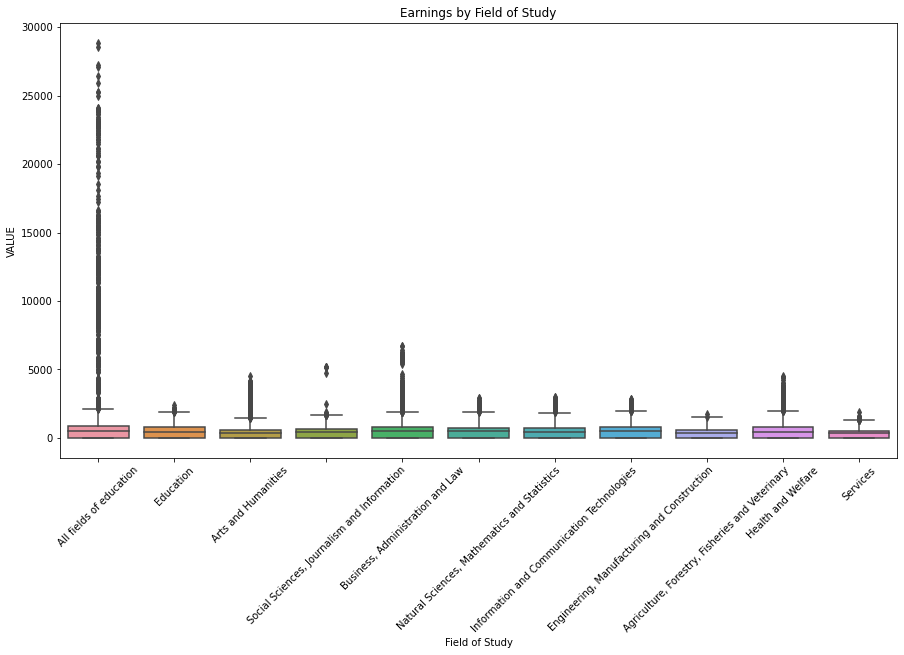 Earnings by Field of Study
30000
25000
20000
15000
10000
5000
0
VALUE
All fields of education
Education
Arts and Humanities
Social Sciences, Journalism and Information
Business, Administration and Law
Natural Sciences, Mathematics and Statistics
Information and Communication Technologies
Engineering, Manufacturing and Construction
Agriculture, Forestry, Fisheries and Veterinary
Health and Welfare
Services
Field of Study